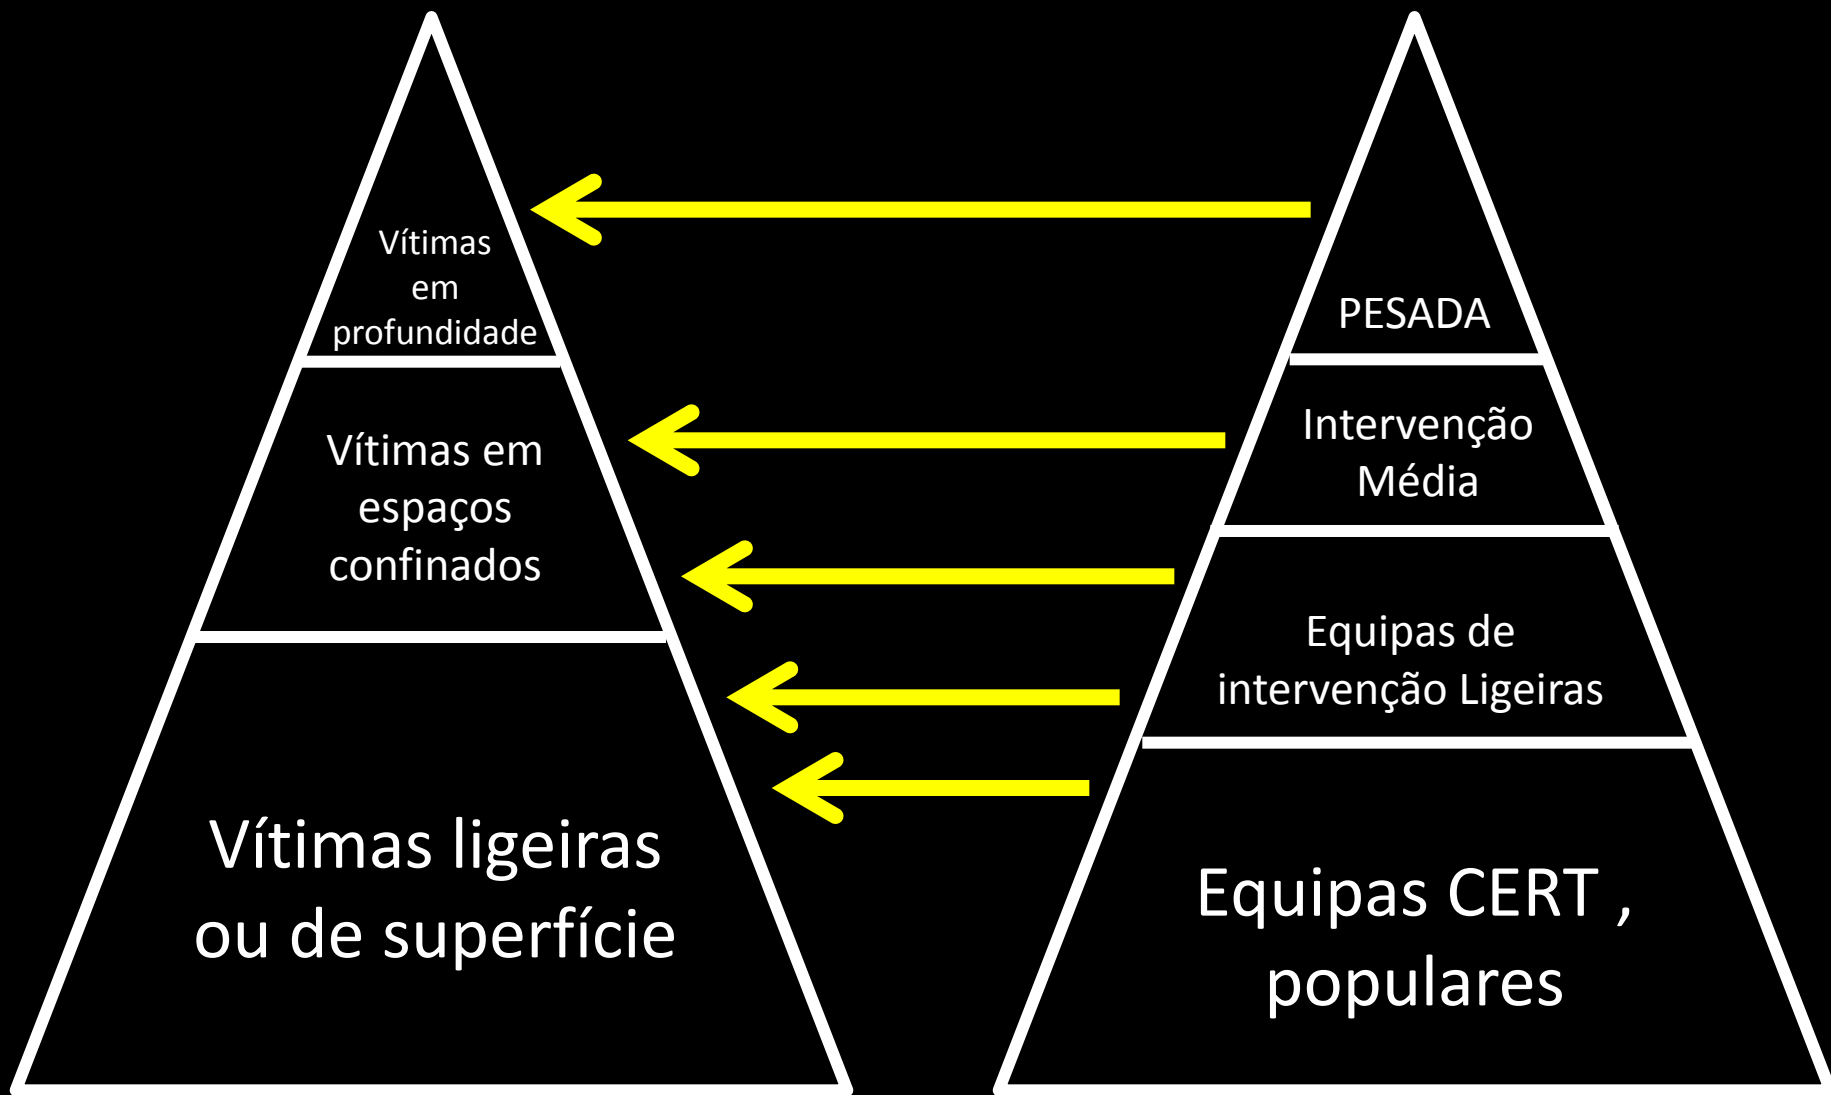 Vítimas
em
profundidade
Vítimas em
espaços
confinados
Vítimas ligeiras
ou de superfície
PESADA
Intervenção
Média
Equipas de
intervenção Ligeiras
Equipas CERT ,
populares